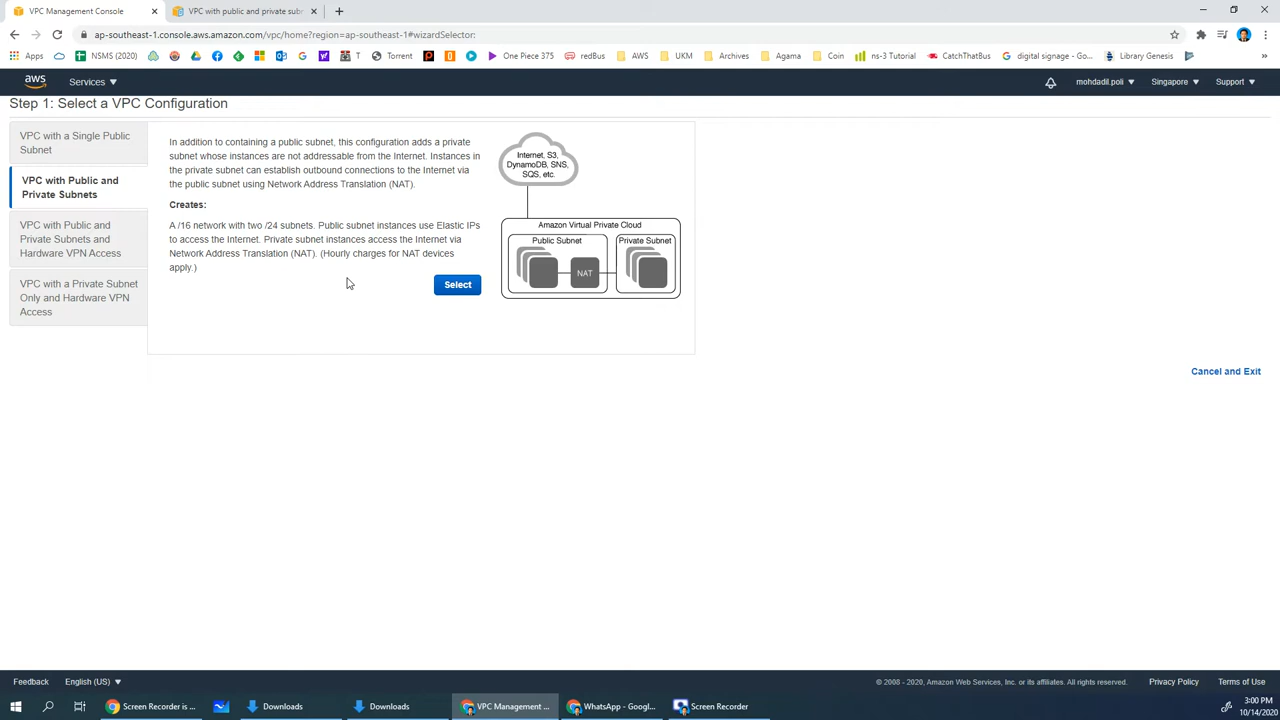 VPC Management Console
VPC with public and private sub
ap-southeast-1.console.aws.amazon.com/vpc/home?region=ap-southeast-1#wizardSelector:
Apps
NSMS (2020)
T
Torrent
One Piece 375
redBus
AWS
UKM
Archives
Agama
Coin
ns-3 Tutorial
CatchThatBus
digital signage - Go...
Library Genesis
aws
Services
mohdadil.poli
Singapore
Support
Step 1: Select a VPC Configuration
VPC with a Single Public
Subnet
VPC with Public and
Private Subnets
VPC with Public and
Private Subnets and
Hardware VPN Access
VPC with a Private Subnet
Only and Hardware VPN
Access
In addition to containing a public subnet, this configuration adds a private
subnet whose instances are not addressable from the Internet. Instances in
the private subnet can establish outbound connections to the Internet via
the public subnet using Network Address Translation (NAT).
Creates:
A /16 network with two /24 subnets. Public subnet instances use Elastic IPs
to access the Internet. Private subnet instances access the Internet via
Network Address Translation (NAT). (Hourly charges for NAT devices
apply.)
Select
Internet, S3,
DynamoDB, SNS,
SQS, etc.
Amazon Virtual Private Cloud
Public Subnet
Private Subnet
NAT
Cancel and Exit
Feedback
English (US)
© 2008 - 2020, Amazon Web Services, Inc. or its affiliates. All rights reserved.
Privacy Policy
Terms of Use
Screen Recorder is ...
Downloads
Downloads
VPC Management ...
WhatsApp - Googl...
Screen Recorder
3:00 PM
10/14/2020